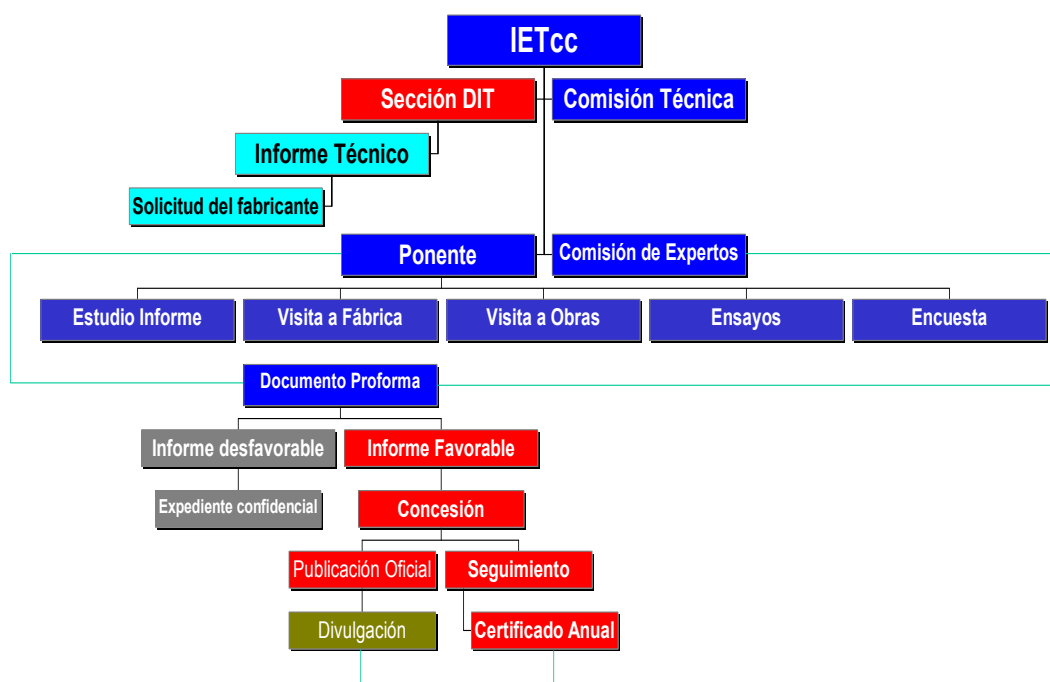 IETcc
Sección DIT
Comisión Técnica
Informe Técnico
Solicitud del fabricante
Ponente
Comisión de Expertos
Estudio Informe
Visita a Fábrica
Visita a Obras
Ensayos
Encuesta
Documento Proforma
Informe desfavorable
Informe Favorable
Expediente confidencial
Concesión
Publicación Oficial
Seguimiento
Divulgación
Certificado Anual